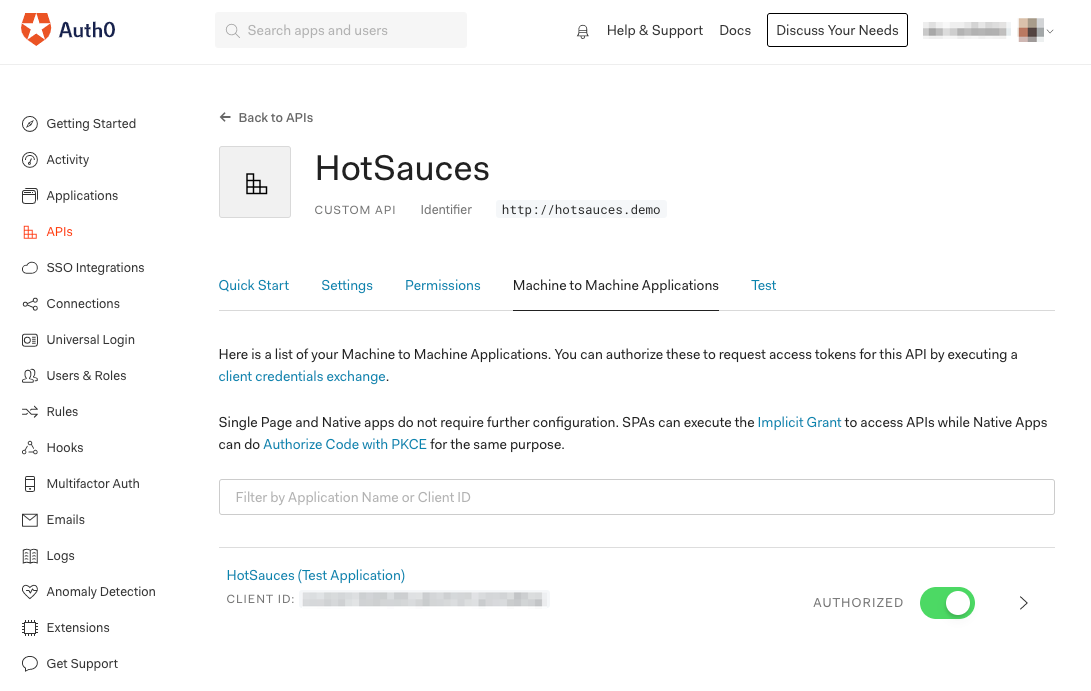 Auth0
Search apps and users
Help & Support
Docs
Discuss Your Needs
Getting Started
Activity
Applications
APIs
SSO Integrations
Connections
Universal Login
Users & Roles
Rules
Hooks
Multifactor Auth
Emails
Logs
Anomaly Detection
Extensions
Get Support
Back to APIs
HotSauces
CUSTOM API Identifier http://hotsauces.demo
Quick Start Settings Permissions Machine to Machine Applications Test
Here is a list of your Machine to Machine Applications. You can authorize these to request access tokens for this API by executing a
client credentials exchange.
Single Page and Native apps do not require further configuration. SPAs can execute the Implicit Grant to access APIs while Native Apps
can do Authorize Code with PKCE for the same purpose.
Filter by Application Name or Client ID
HotSauces (Test Application)
CLIENT ID:
AUTHORIZED